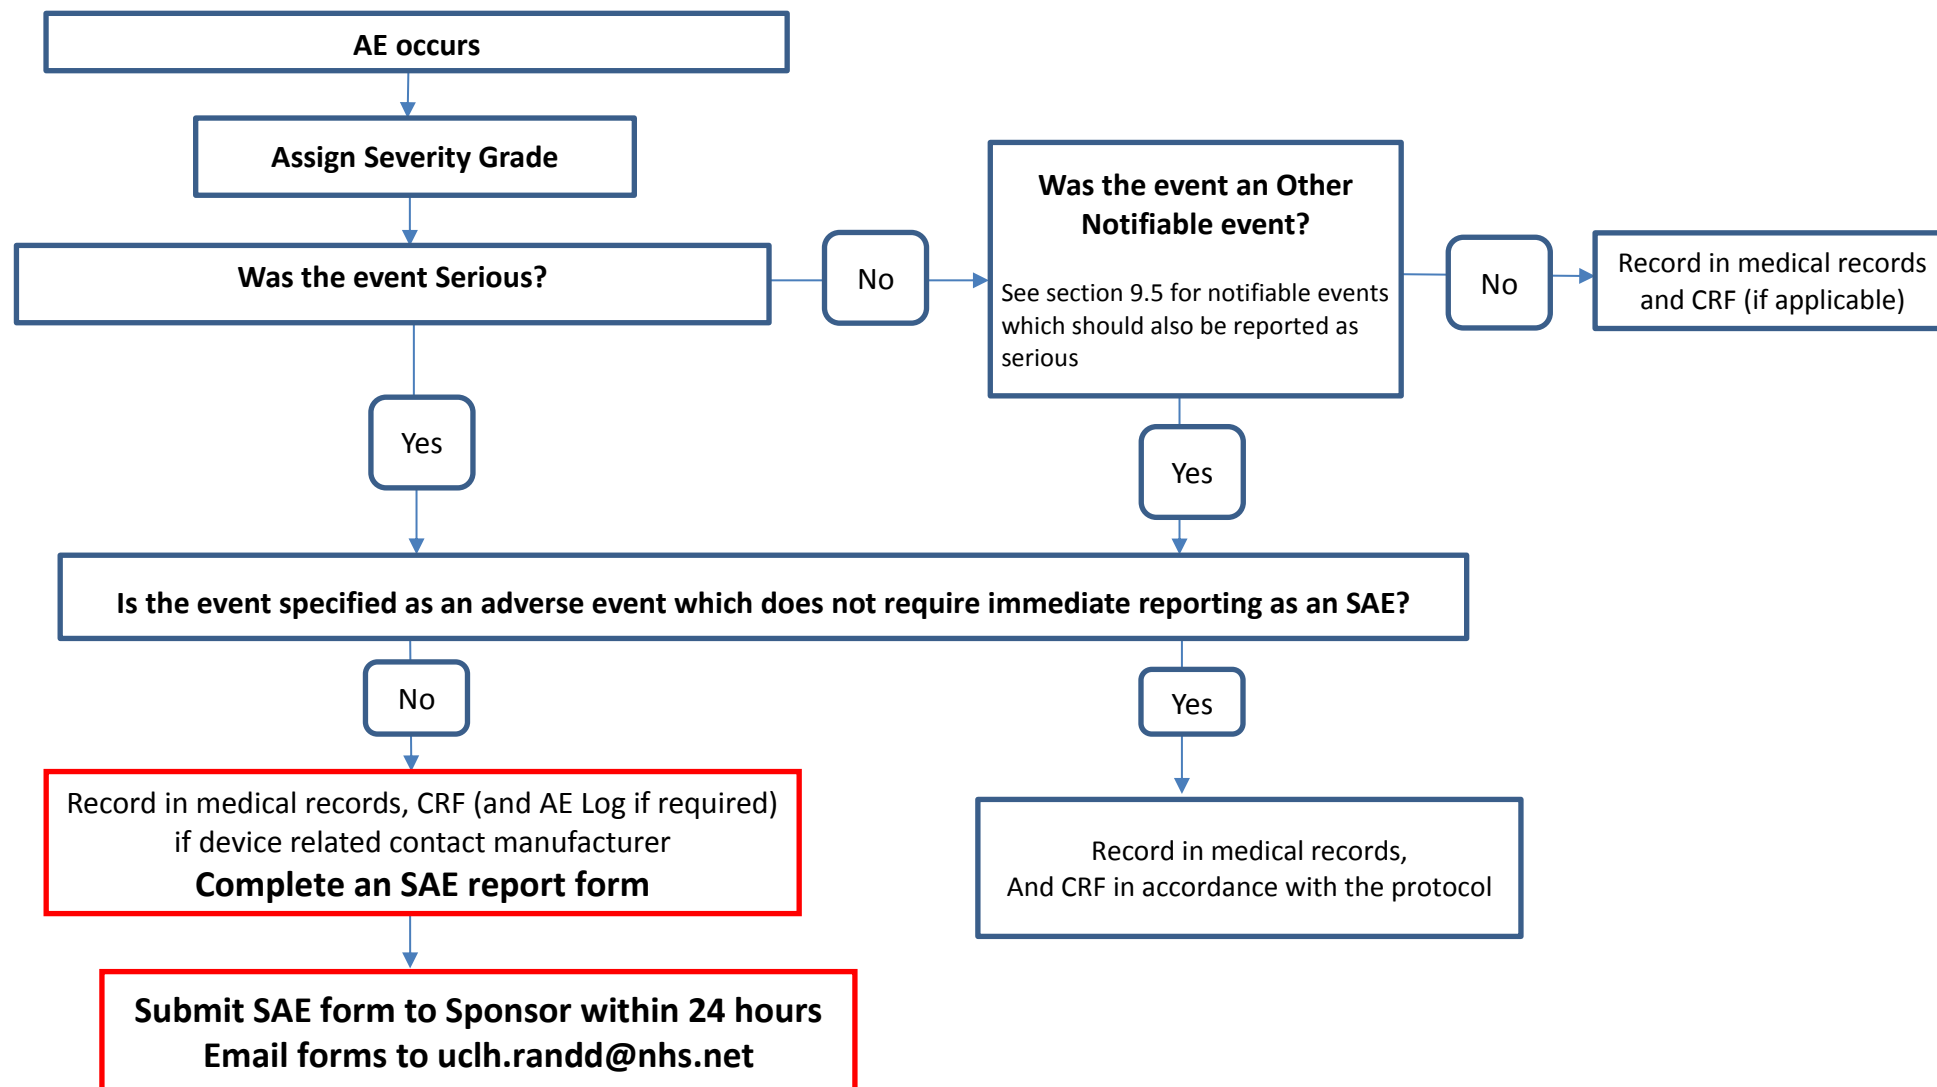 AE occurs
Assign Severity Grade
Was the event Serious?
No
Was the event an Other
Notifiable event?
See section 9.5 for notifiable events
which should also be reported as
serious
No
Record in medical records
and CRF (if applicable)
Yes
Yes
Is the event specified as an adverse event which does not require immediate reporting as an SAE?
No
Yes
Record in medical records, CRF (and AE Log if required)
if device related contact manufacturer
Complete an SAE report form
Record in medical records,
And CRF in accordance with the protocol
Submit SAE form to Sponsor within 24 hours
Email forms to uclh.randd@nhs.net